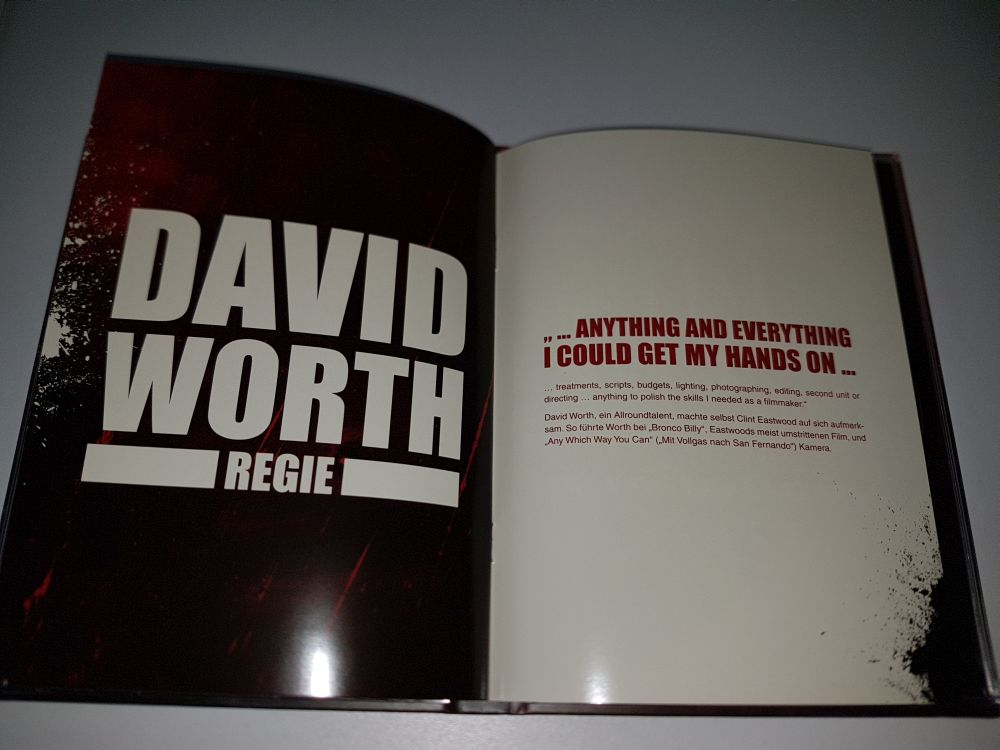 DAVID
WORTH
REGIE
„ ... ANYTHING AND EVERYTHING
I COULD GET MY HANDS ON ...
... treatments, scripts, budgets, lighting, photographing, editing, second unit or
directing ... anything to polish the skills I needed as a filmmaker.“
David Worth, ein Allroundtalent, machte selbst Clint Eastwood auf sich aufmerk-
sam. So führte Worth bei „Bronco Billy“, Eastwoods meist umstrittenen Film, und
„Any Which Way You Can“ („Mit Vollgas nach San Fernando“) Kamera.